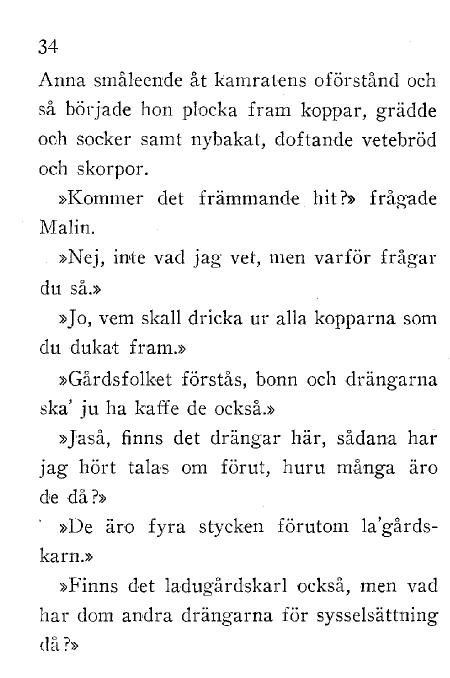 34
Anna småleende åt kamratens oförstånd och
så började hon plocka fram koppar, grädde
och socker samt nybakat, doftande vetebröd
och skorpor.
»Kommer det främmande hit?» frågade
Malin.
»Nej, inte vad jag vet, men varför frågar
du så.»
»Jo, vem skall dricka ur alla kopparna som
du dukat fram.»
»Gårdsfolket förstås, bonn och drängarna
ska' ju ha kaffe de också.»
»Jaså, finns det drängar här, sådana har
jag hört talas om förut, huru många äro
de då?»
»De äro fyra stycken förutom la'gårds-
karn.»
»Finns det ladugårdskarl också, men vad
har dom andra drängarna för sysselsättning
då?»